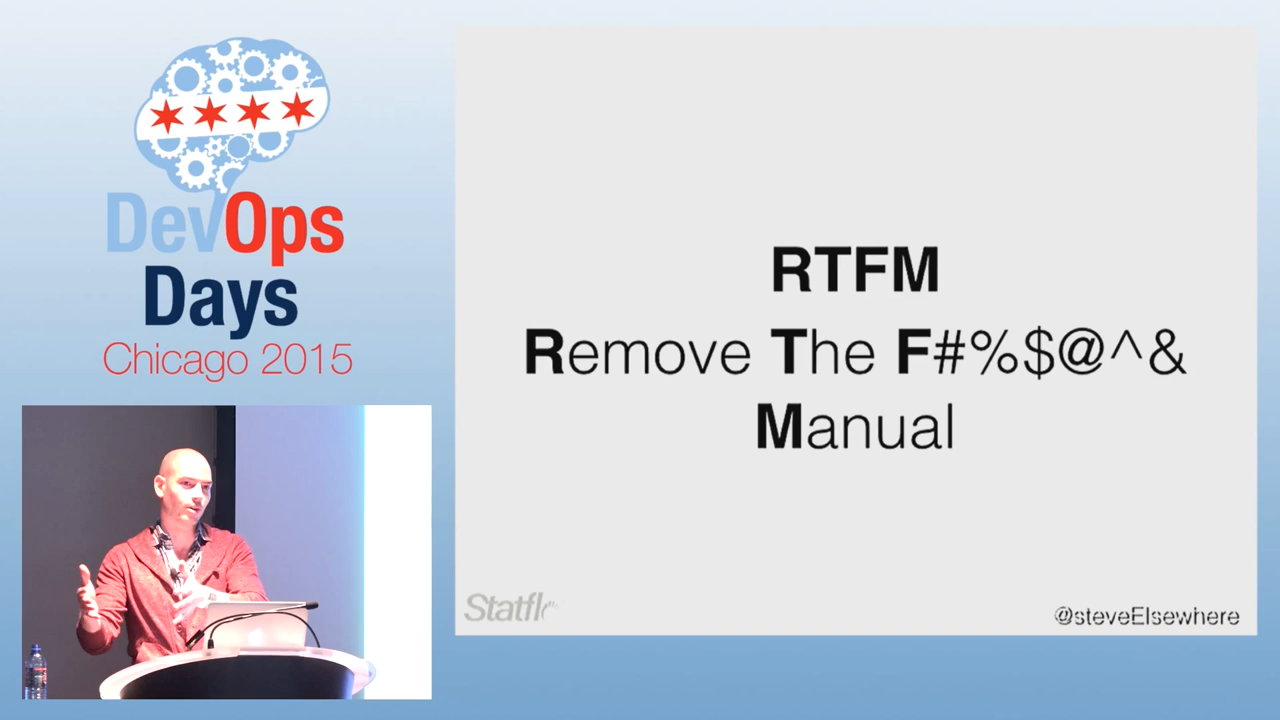 DevOps
Days
Chicago 2015
RTFM
Remove The F#%$@^&
Manual
@steveElsewhere